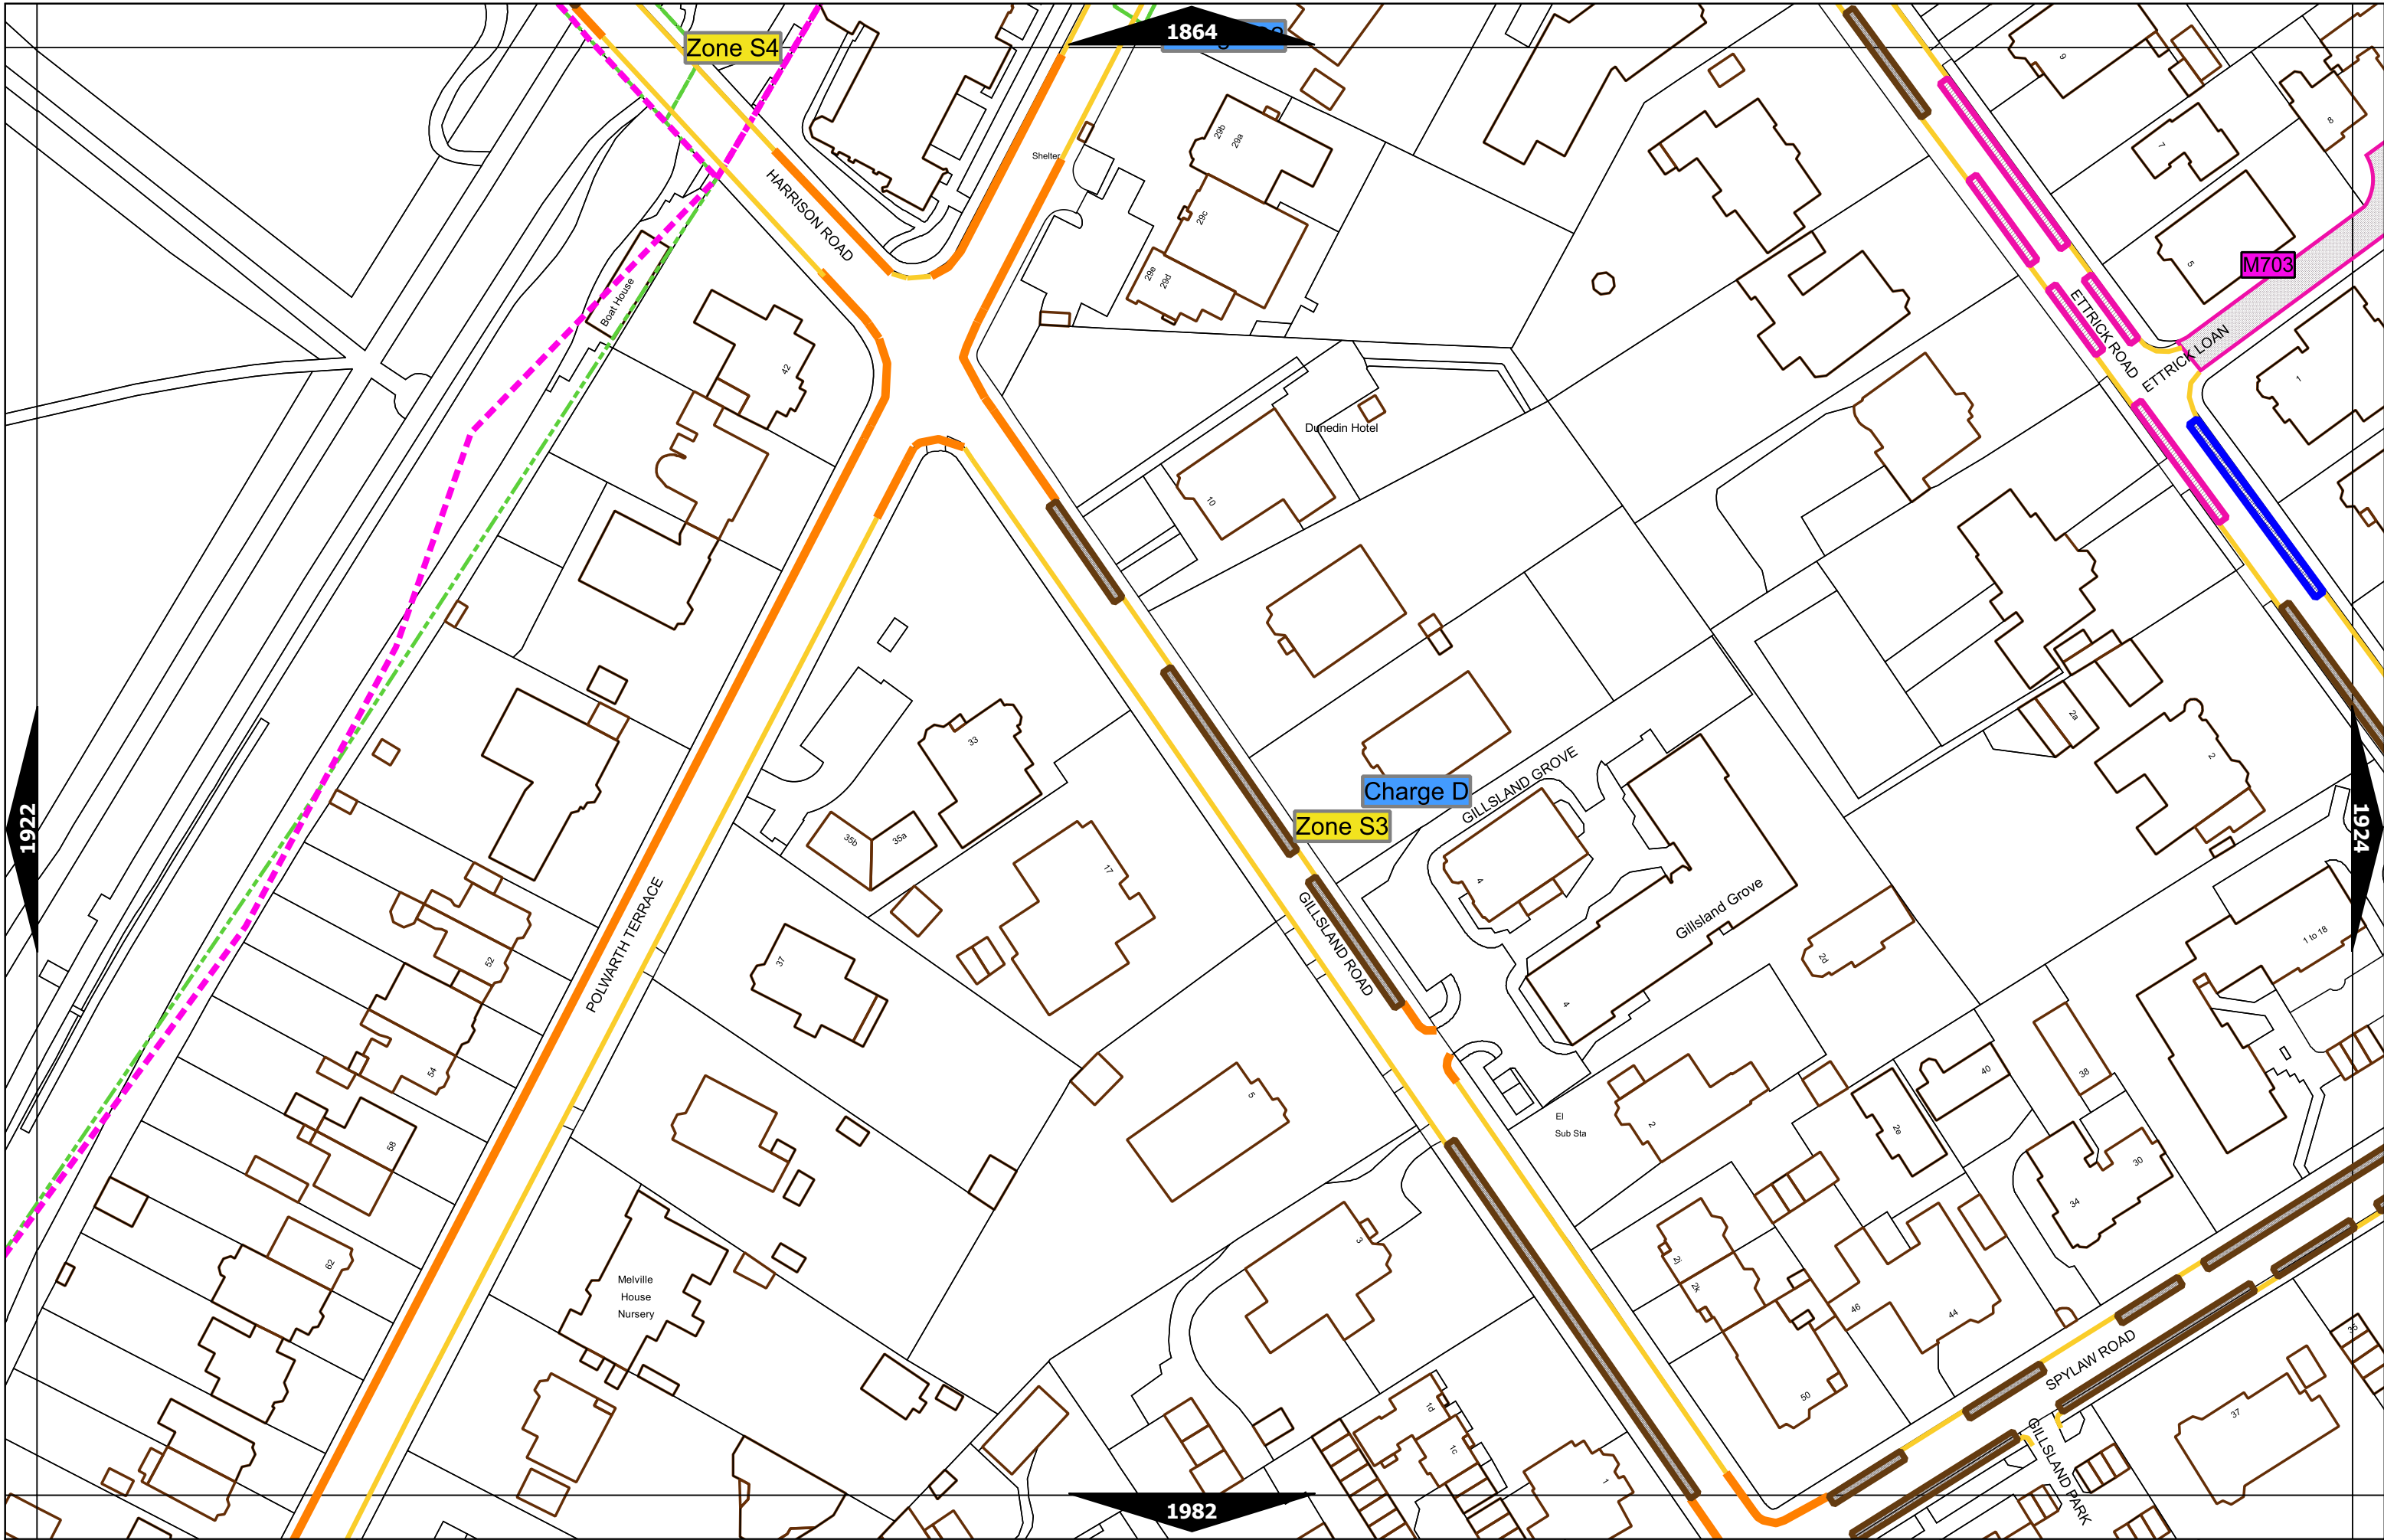 1864
Zone S4
9
8
7
29b
29a
Shelter
HARRISON ROAD
29c
5
M703
29e
29d
Boat House
ETTRICK ROAD
ETTRICK LOAN
42
1
Dunedin Hotel
10
2a
33
2
GILLSLAND GROVE
Charge D
Zone S3
1922
1924
35b
35a
17
4
POLWARTH TERRACE
GILLSLAND ROAD
Gillsland Grove
1 to 18
37
52
2d
4
54
5
El
Sub Sta
2
40
38
2e
58
30
34
3
62
2j
2k
Melville
House
Nursery
46
44
36
SPYLAW ROAD
50
1d
37
1c
GILLSLAND PARK
1
1982